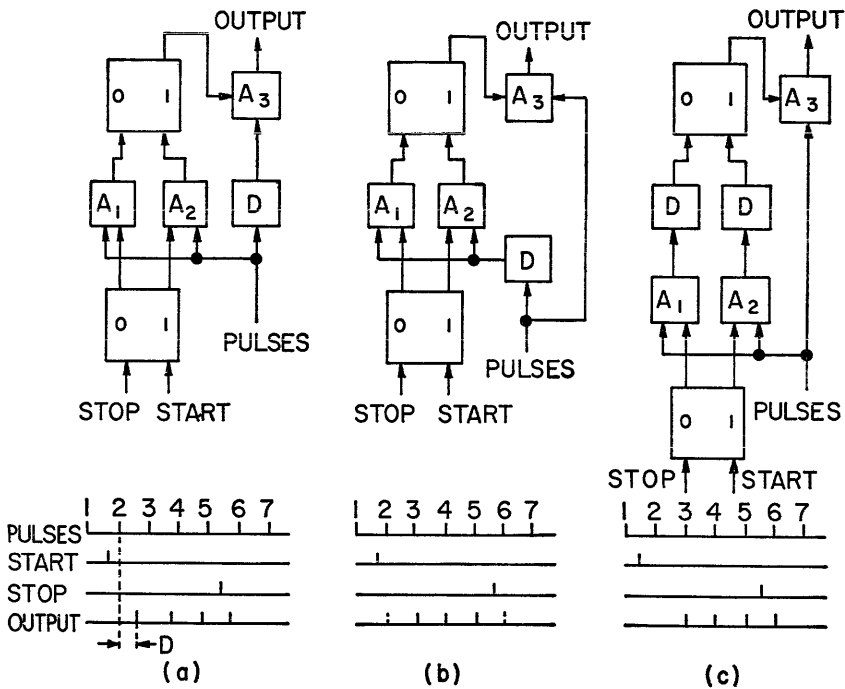 OUTPUT
0 1 A3
A1 A2 D
0 1
PULSES
STOP START
1 2 3 4 5 6 7
PULSES
START
STOP
OUTPUT
D
(a)
OUTPUT
0 1 A3
A1 A2
D
0 1
PULSES
STOP START
1 2 3 4 5 6 7
(b)
OUTPUT
0 1 A3
D D
A1 A2
PULSES
0 1
STOP START
1 2 3 4 5 6 7
(c)